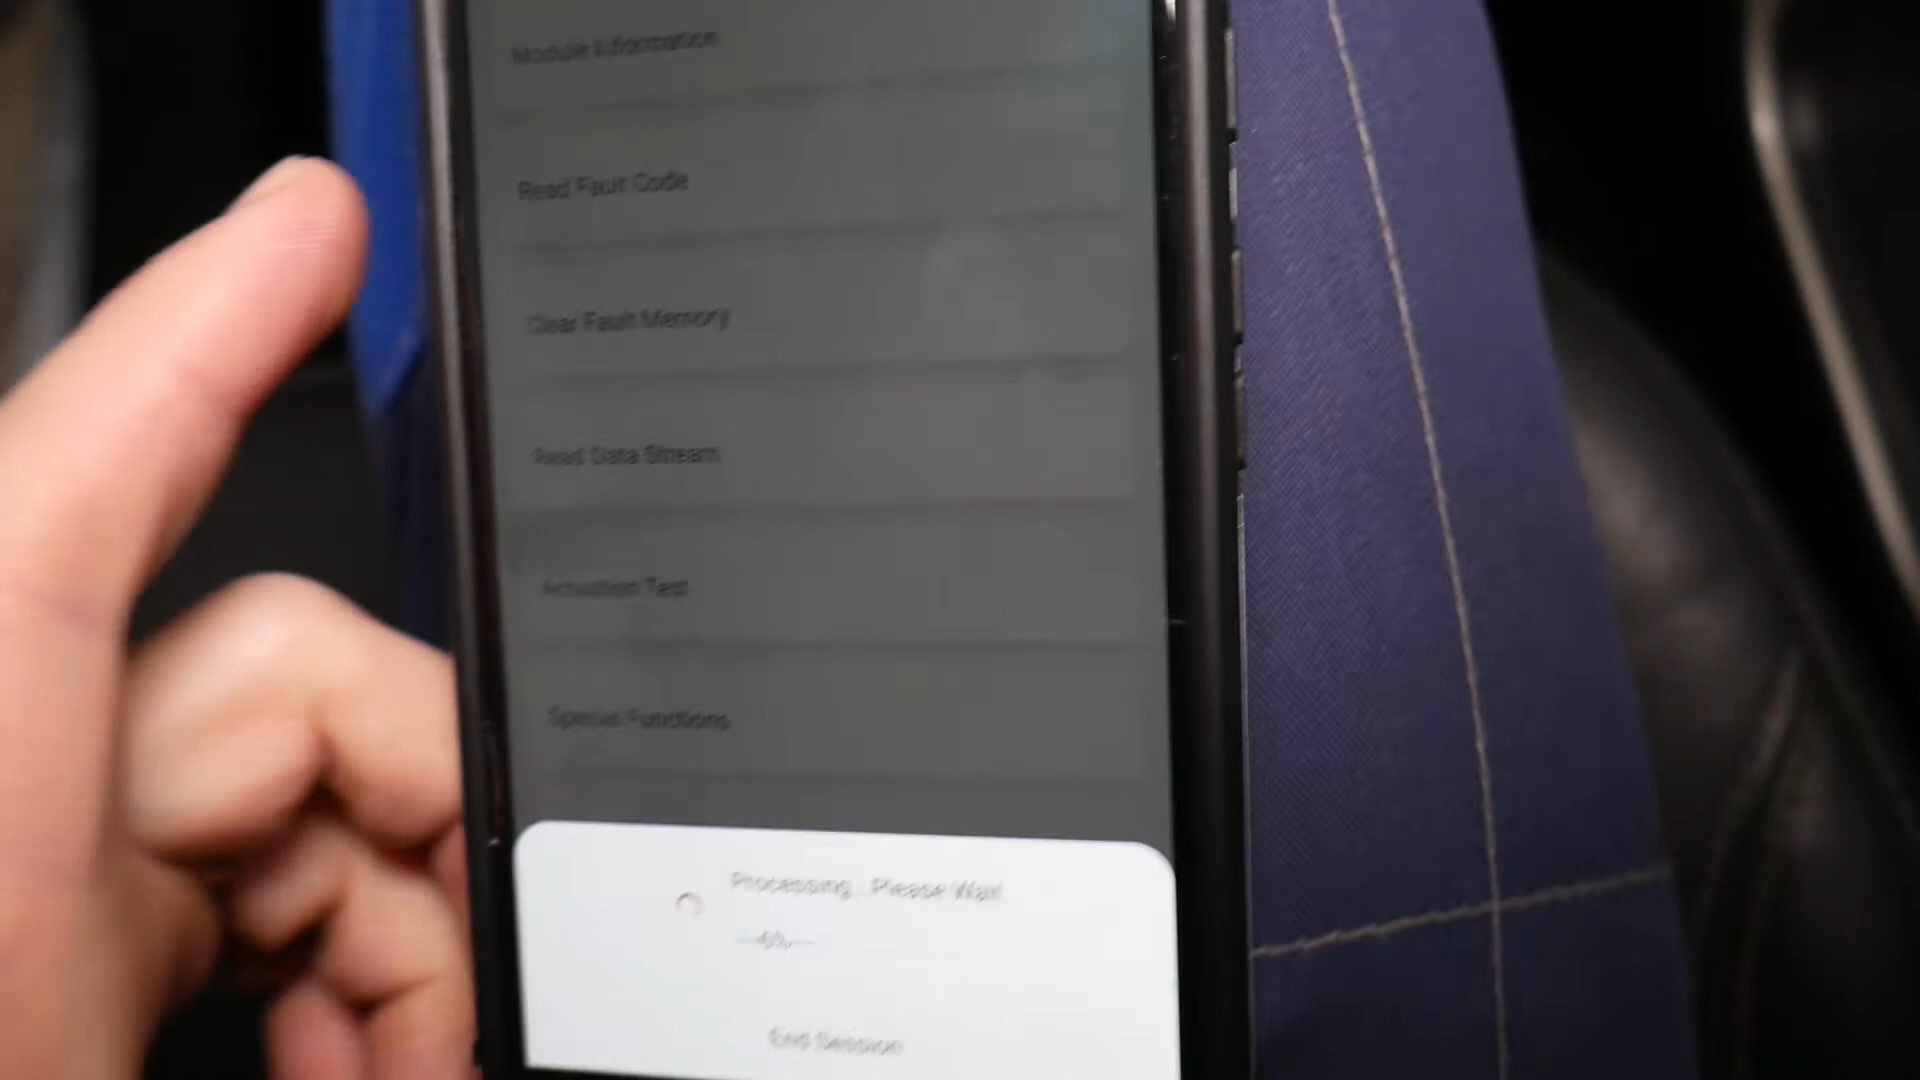 Module Information
Read Fault Code
Clear Fault Memory
Read Data Stream
Actuation Test
Special Functions
Processing...Please Wait!
End Session